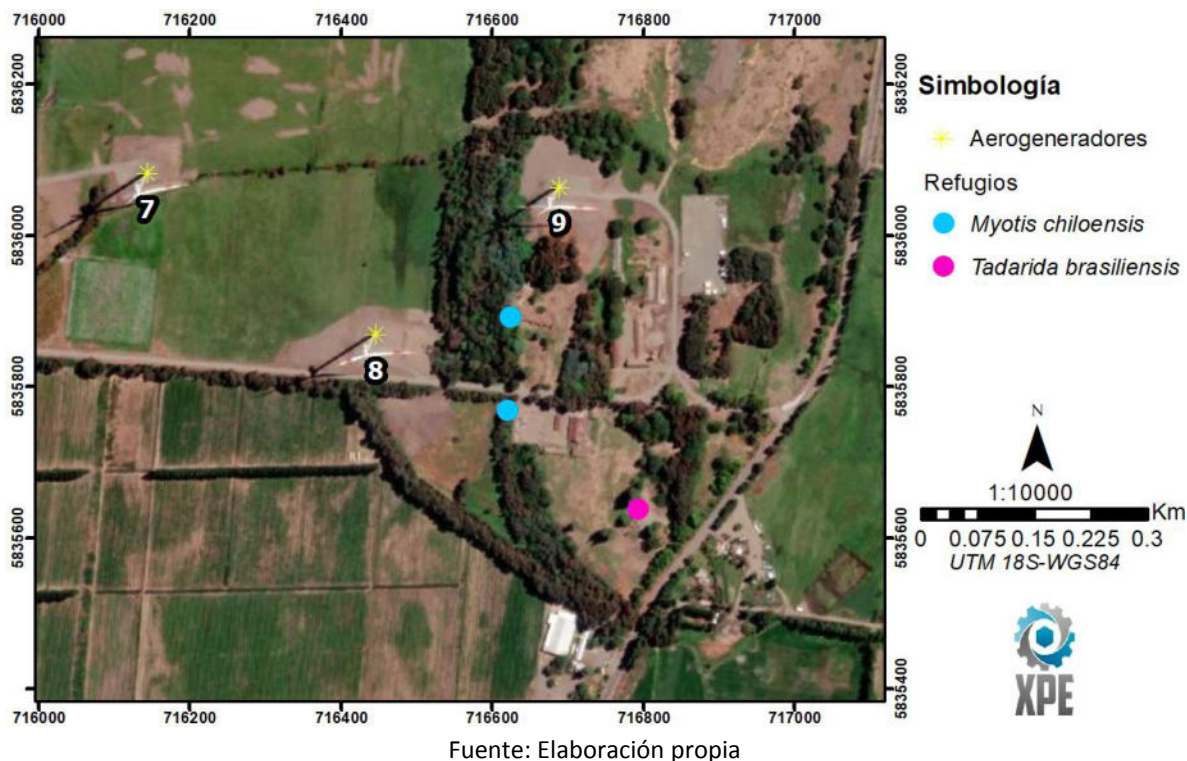 716000 716200 716400 716600 716800 717000
5836200 5836200
5836000 5836000
5835800 5835800
5835600 5835600
5835400 5835400
7
8
9
716000 716200 716400 716600 716800 717000
Simbología
Aerogeneradores
Refugios
Myotis chiloensis
Tadarida brasiliensis
N
1:10000
Km
0 0.075 0.15 0.225 0.3
UTM 18S-WGS84
XPE
Fuente: Elaboración propia